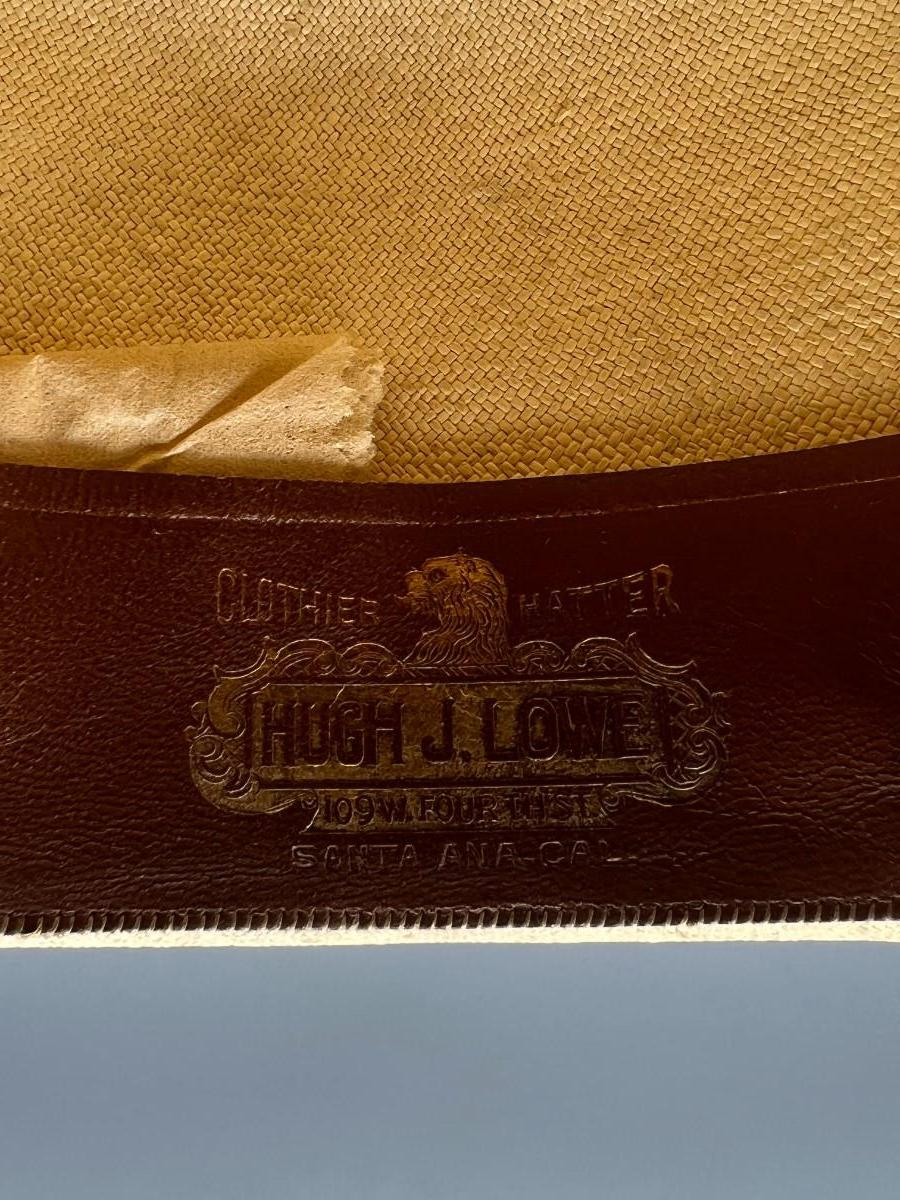 CLOTHIER HATTER
HUGH J. LOWE
109 W. FOURTH ST.
SANTA ANA-CAL.